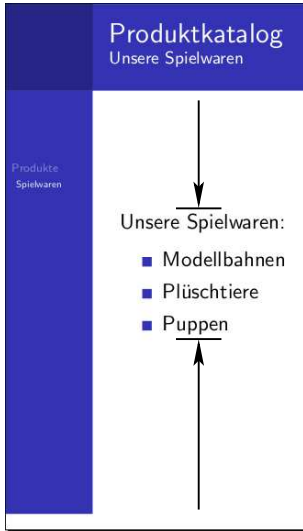 Produktkatalog
Unsere Spielwaren
Produkte
Spielwaren
Unsere Spielwaren:
Modellbahnen
Plüschtiere
Puppen